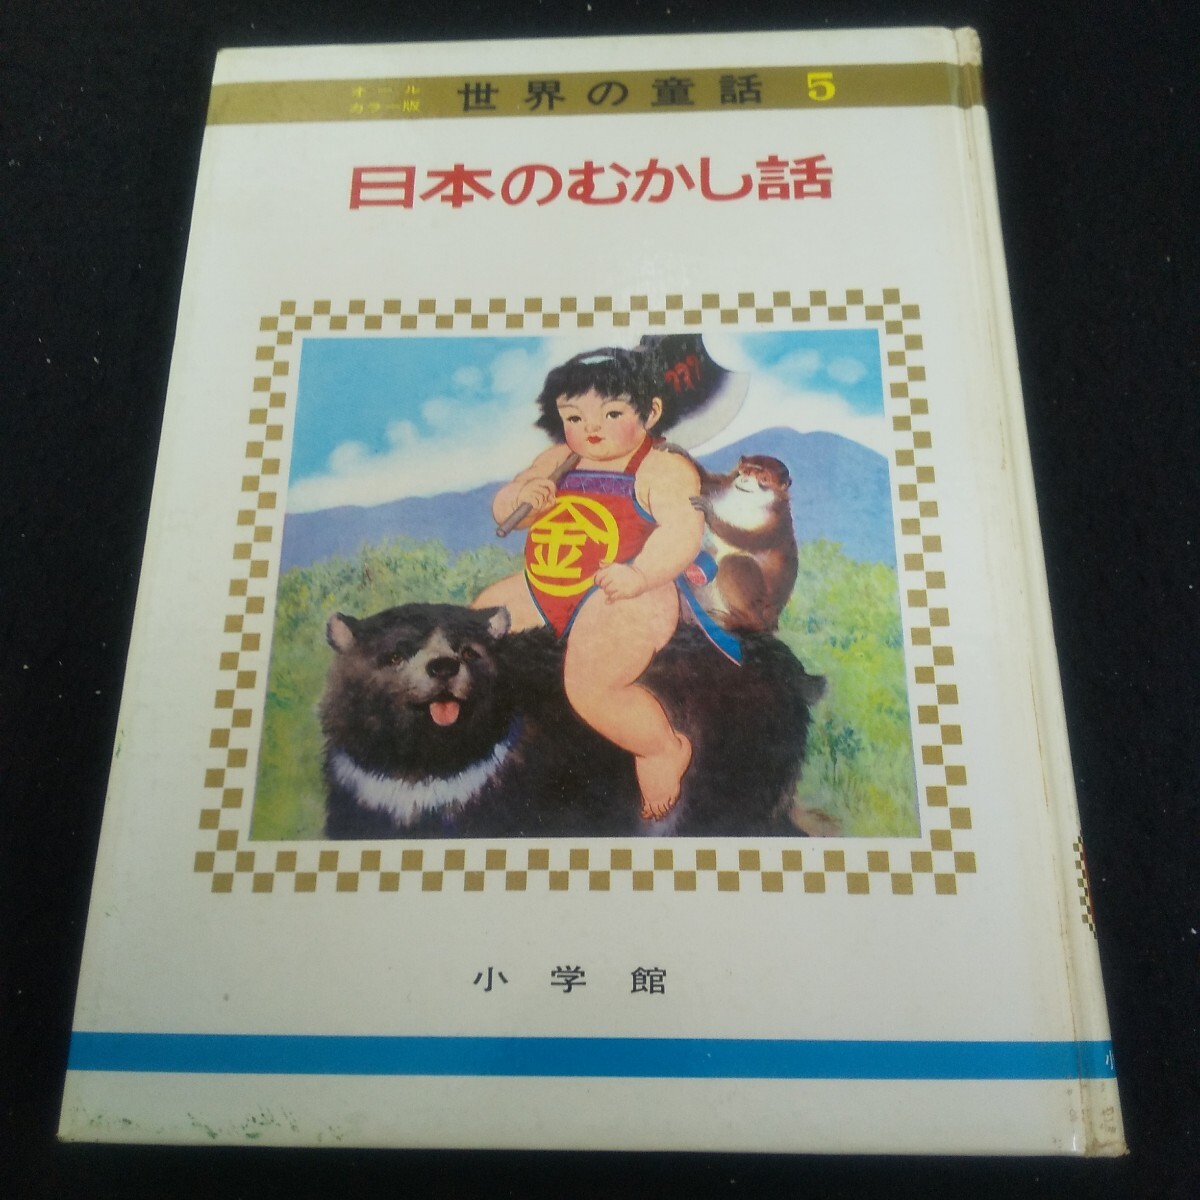 オール
カラー版
世界の童話 5
日本のむかし話
金
小学館
小